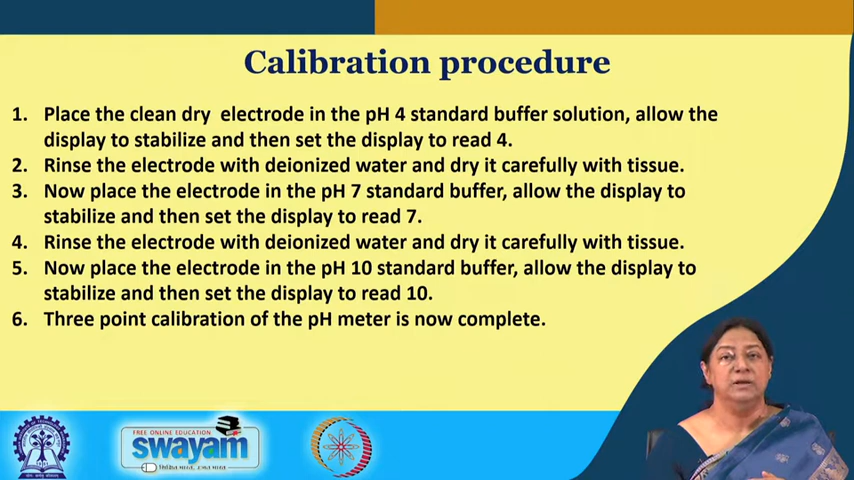 Calibration procedure
1. Place the clean dry electrode in the pH 4 standard buffer solution, allow the
display to stabilize and then set the display to read 4.
2. Rinse the electrode with deionized water and dry it carefully with tissue.
3. Now place the electrode in the pH 7 standard buffer, allow the display to
stabilize and then set the display to read 7.
4. Rinse the electrode with deionized water and dry it carefully with tissue.
5. Now place the electrode in the pH 10 standard buffer, allow the display to
stabilize and then set the display to read 10.
6. Three point calibration of the pH meter is now complete.
FREE ONLINE EDUCATION
swayam